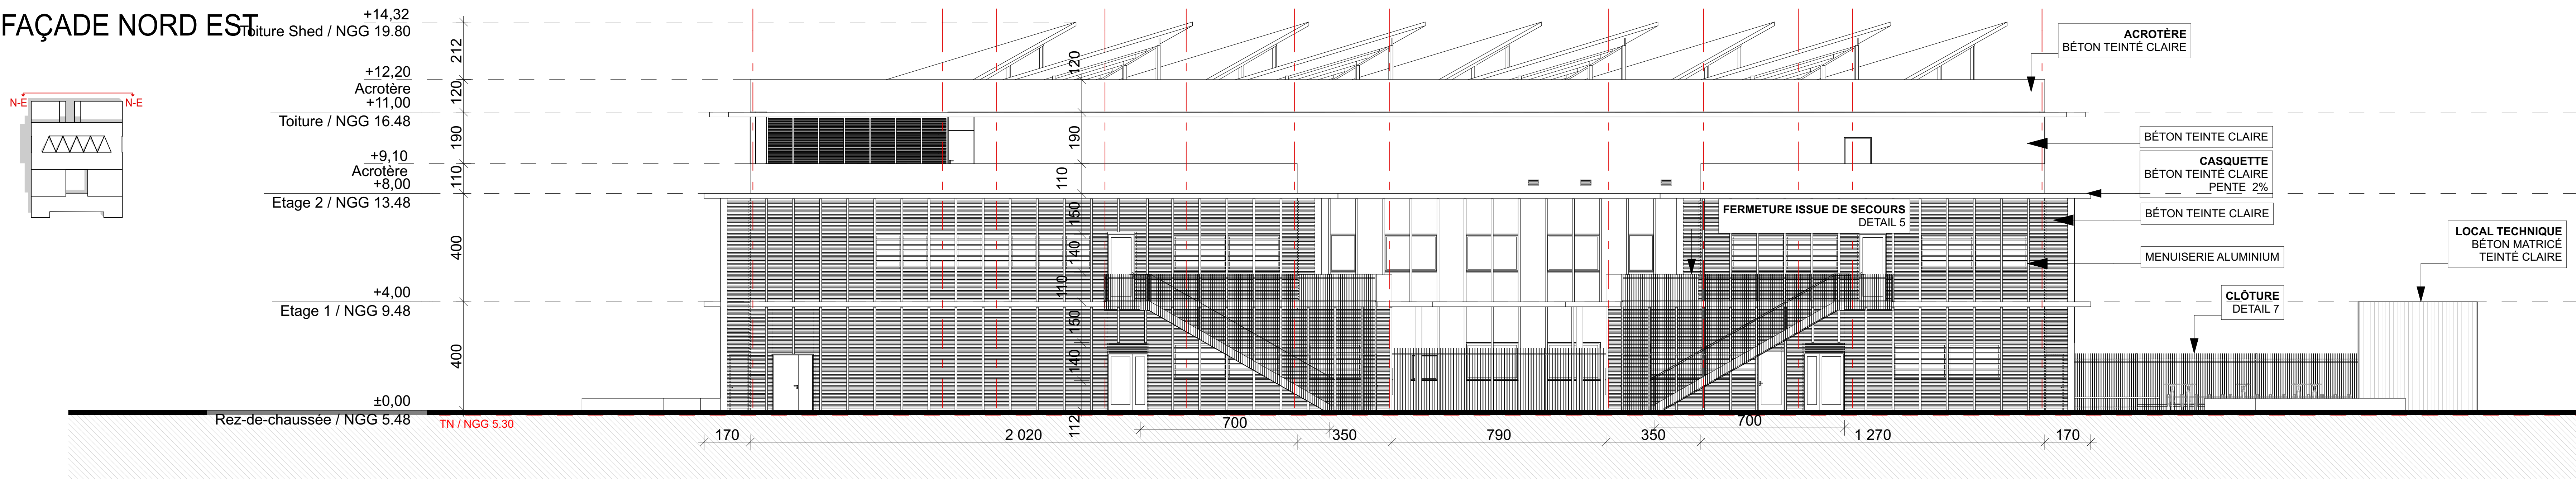 FAÇADE NORD EST
N-E
N-E
+14,32
Toiture Shed / NGG 19.80
+12,20
Acrotère
+11,00
Toiture / NGG 16.48
+9,10
Acrotère
+8,00
Etage 2 / NGG 13.48
+4,00
Etage 1 / NGG 9.48
±0,00
Rez-de-chaussée / NGG 5.48
TN / NGG 5.30
212
120
190
110
400
400
120
190
110
150
140
110
150
140
112
ACROTÈRE
BÉTON TEINTÉ CLAIRE
BÉTON TEINTE CLAIRE
CASQUETTE
BÉTON TEINTÉ CLAIRE
PENTE 2%
BÉTON TEINTE CLAIRE
MENUISERIE ALUMINIUM
FERMETURE ISSUE DE SECOURS
DETAIL 5
LOCAL TECHNIQUE
BÉTON MATRICÉ
TEINTÉ CLAIRE
CLÔTURE
DETAIL 7
700
700
170
2 020
350
790
350
1 270
170